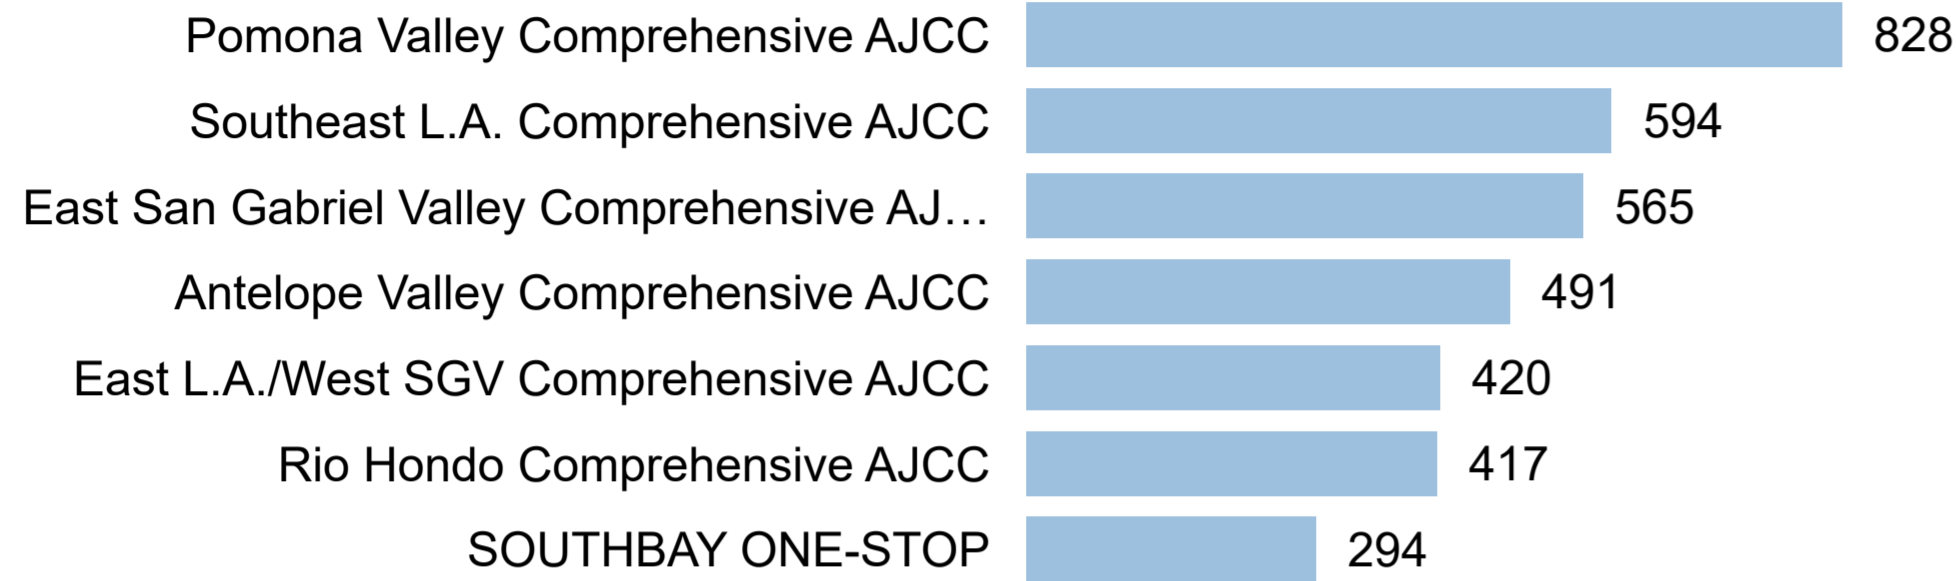 Pomona Valley Comprehensive AJCC 828
Southeast L.A. Comprehensive AJCC 594
East San Gabriel Valley Comprehensive AJ… 565
Antelope Valley Comprehensive AJCC 491
East L.A./West SGV Comprehensive AJCC 420
Rio Hondo Comprehensive AJCC 417
SOUTHBAY ONE-STOP 294